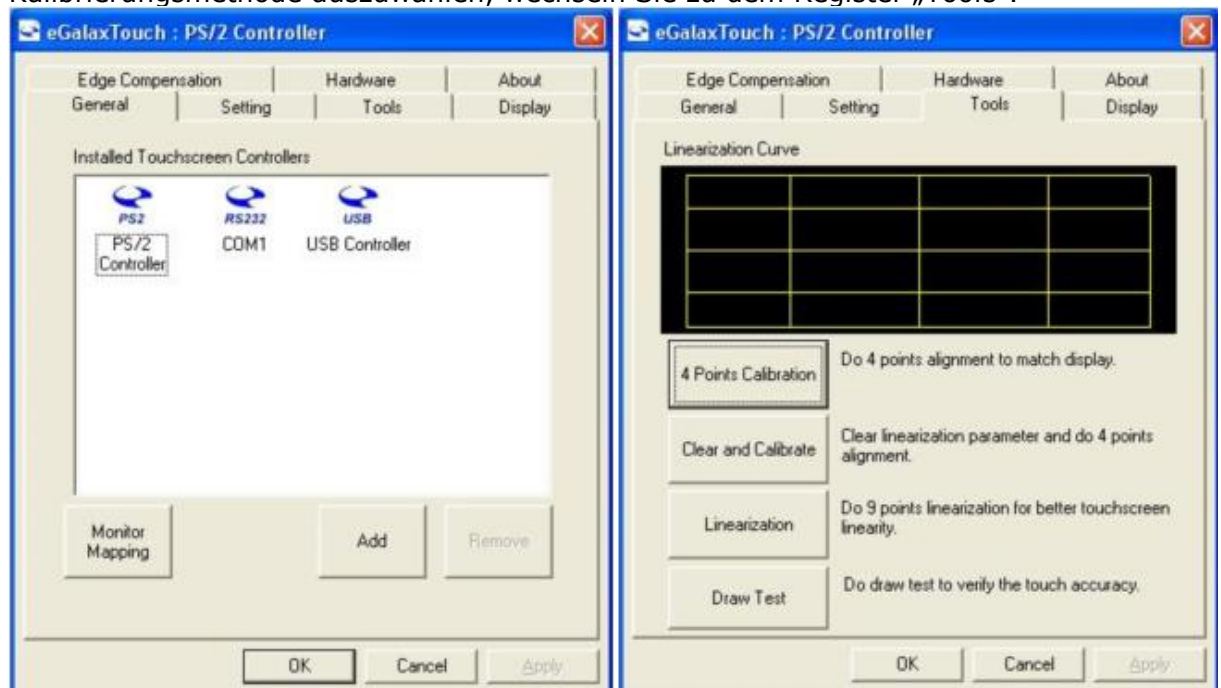 Kalibrierungsmethode auszuwählen, wechseln Sie zu dem Register „Tools".
eGalaxTouch : PS/2 Controller
Edge Compensation Hardware About
General Setting Tools Display
Installed Touchscreen Controllers
PS2 RS232 USB
PS/2 COM1 USB Controller
Controller
Monitor
Mapping
Add
Remove
OK Cancel Apply
eGalaxTouch : PS/2 Controller
Edge Compensation Hardware About
General Setting Tools Display
Linearization Curve
4 Points Calibration
Do 4 points alignment to match display.
Clear and Calibrate
Clear linearization parameter and do 4 points
alignment.
Linearization
Do 9 points linearization for better touchscreen
linearity.
Draw Test
Do draw test to verify the touch accuracy.
OK Cancel Apply